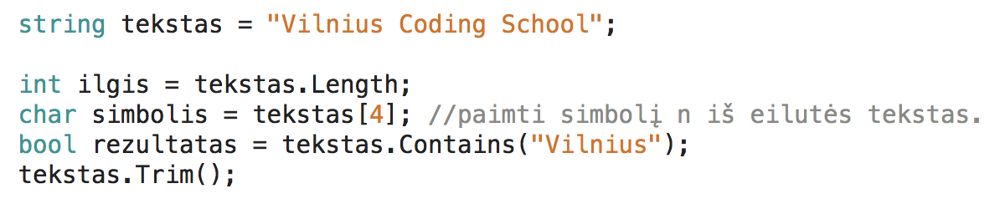 string tekstas = "Vilnius Coding School";
int ilgis = tekstas.Length;
char simbolis = tekstas[4]; //paimti simbolį n iš eilutės tekstas.
bool rezultatas = tekstas.Contains("Vilnius");
tekstas.Trim();